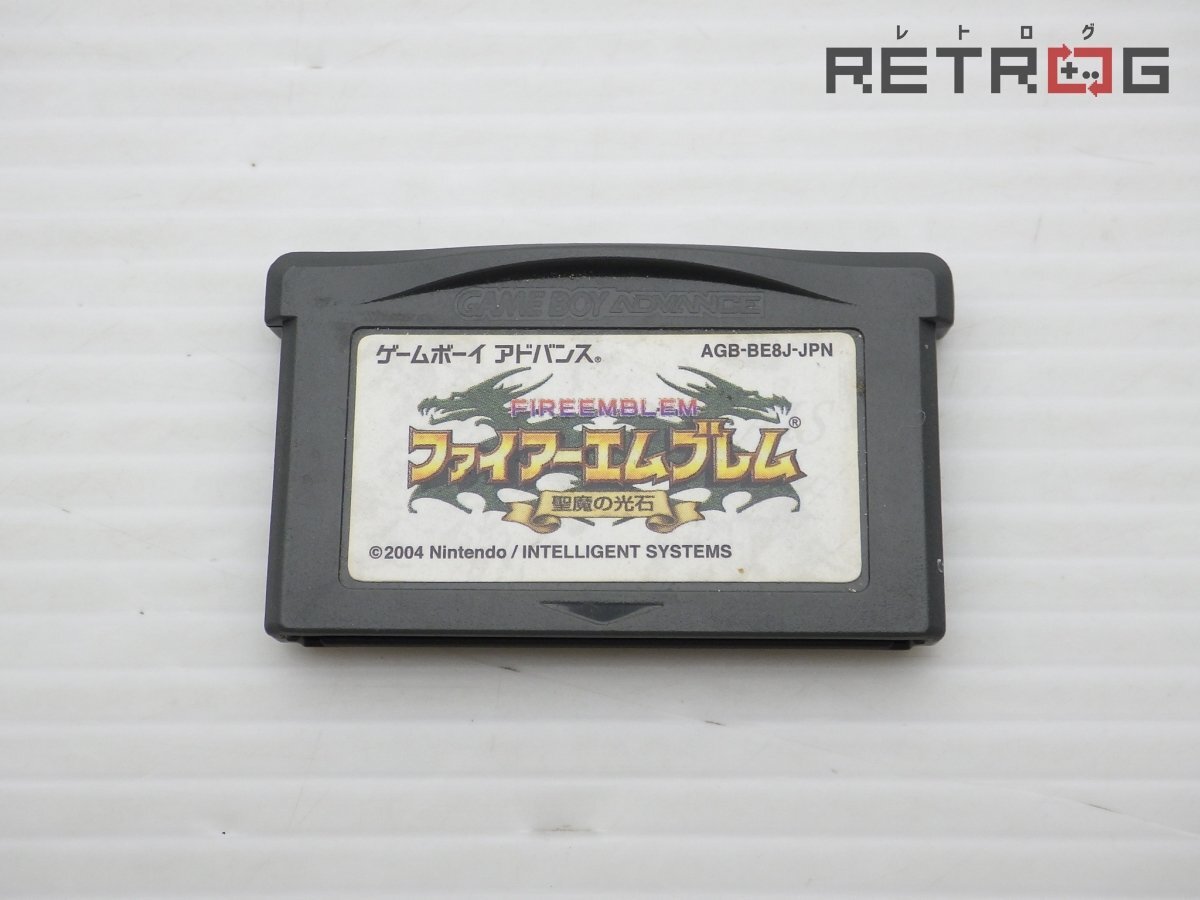 レトログ
RETROG
GAME BOY ADVANCE
ゲームボーイ アドバンス® AGB-BE8J-JPN
FIREEMBLEM
ファイアーエムブレム®
聖魔の光石
©2004 Nintendo / INTELLIGENT SYSTEMS